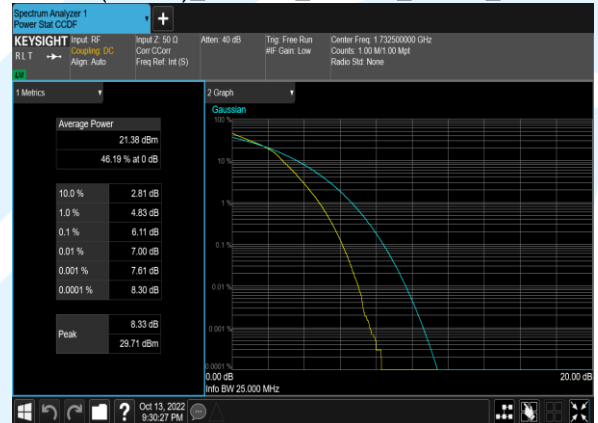 Spectrum Analyzer 1
Power Stat CCDF
+
KEYSIGHT
Input: RF
Coupling: DC
Align: Auto
Input Z: 50 Ω
Corr CCorr
Freq Ref: Int (S)
Atten: 40 dB
Trig: Free Run
#IF Gain: Low
Center Freq: 1.732500000 GHz
Counts: 1.00 M/1.00 Mpt
Radio Std: None
R L T
LW
1 Metrics
Average Power
21.38 dBm
46.19 % at 0 dB
10.0 % 2.81 dB
1.0 % 4.83 dB
0.1 % 6.11 dB
0.01 % 7.00 dB
0.001 % 7.61 dB
0.0001 % 8.30 dB
Peak
8.33 dB
29.71 dBm
2 Graph
Gaussian
100 %
10 %
1 %
0.1 %
0.01 %
0.001 %
0.0001 %
0.00 dB
20.00 dB
Info BW 25.000 MHz
?
Oct 13, 2022
9:30:27 PM